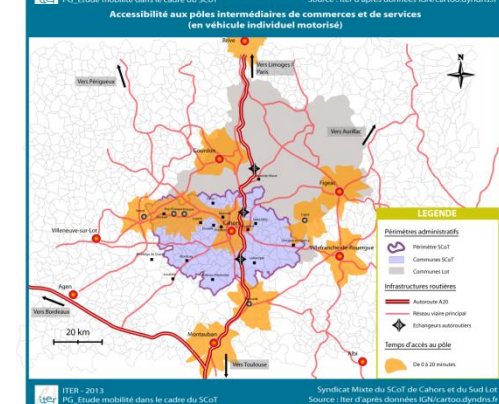 ITER - 2013
PG_Etude mobilité dans le cadre du SCoT
Source : Iter d'après données IGN/cartoo.dyndns.fr
Accessibilité aux pôles intermédiaires de commerces et de services
(en véhicule individuel motorisé)
Brive
Vers Limoges /
Paris
N
Vers Périgueux
Vers Aurillac
Gourdon
Figeac
Cahors
Villeneuve-sur-Lot
Villefranche-de-Rouergue
Agen
Vers Bordeaux
20 km
Montauban
Albi
Vers Toulouse
LEGENDE
Périmètres administratifs
Périmètre SCoT
Communes SCoT
Communes Lot
Infrastructures routières
Autoroute A20
Réseau viaire principal
Echangeurs autoroutiers
Temps d'accès au pôle
De 0 à 20 minutes
ITER - 2013
PG_Etude mobilité dans le cadre du SCoT
Syndicat Mixte du SCoT de Cahors et du Sud Lot
Source : Iter d'après données IGN/cartoo.dyndns.fr